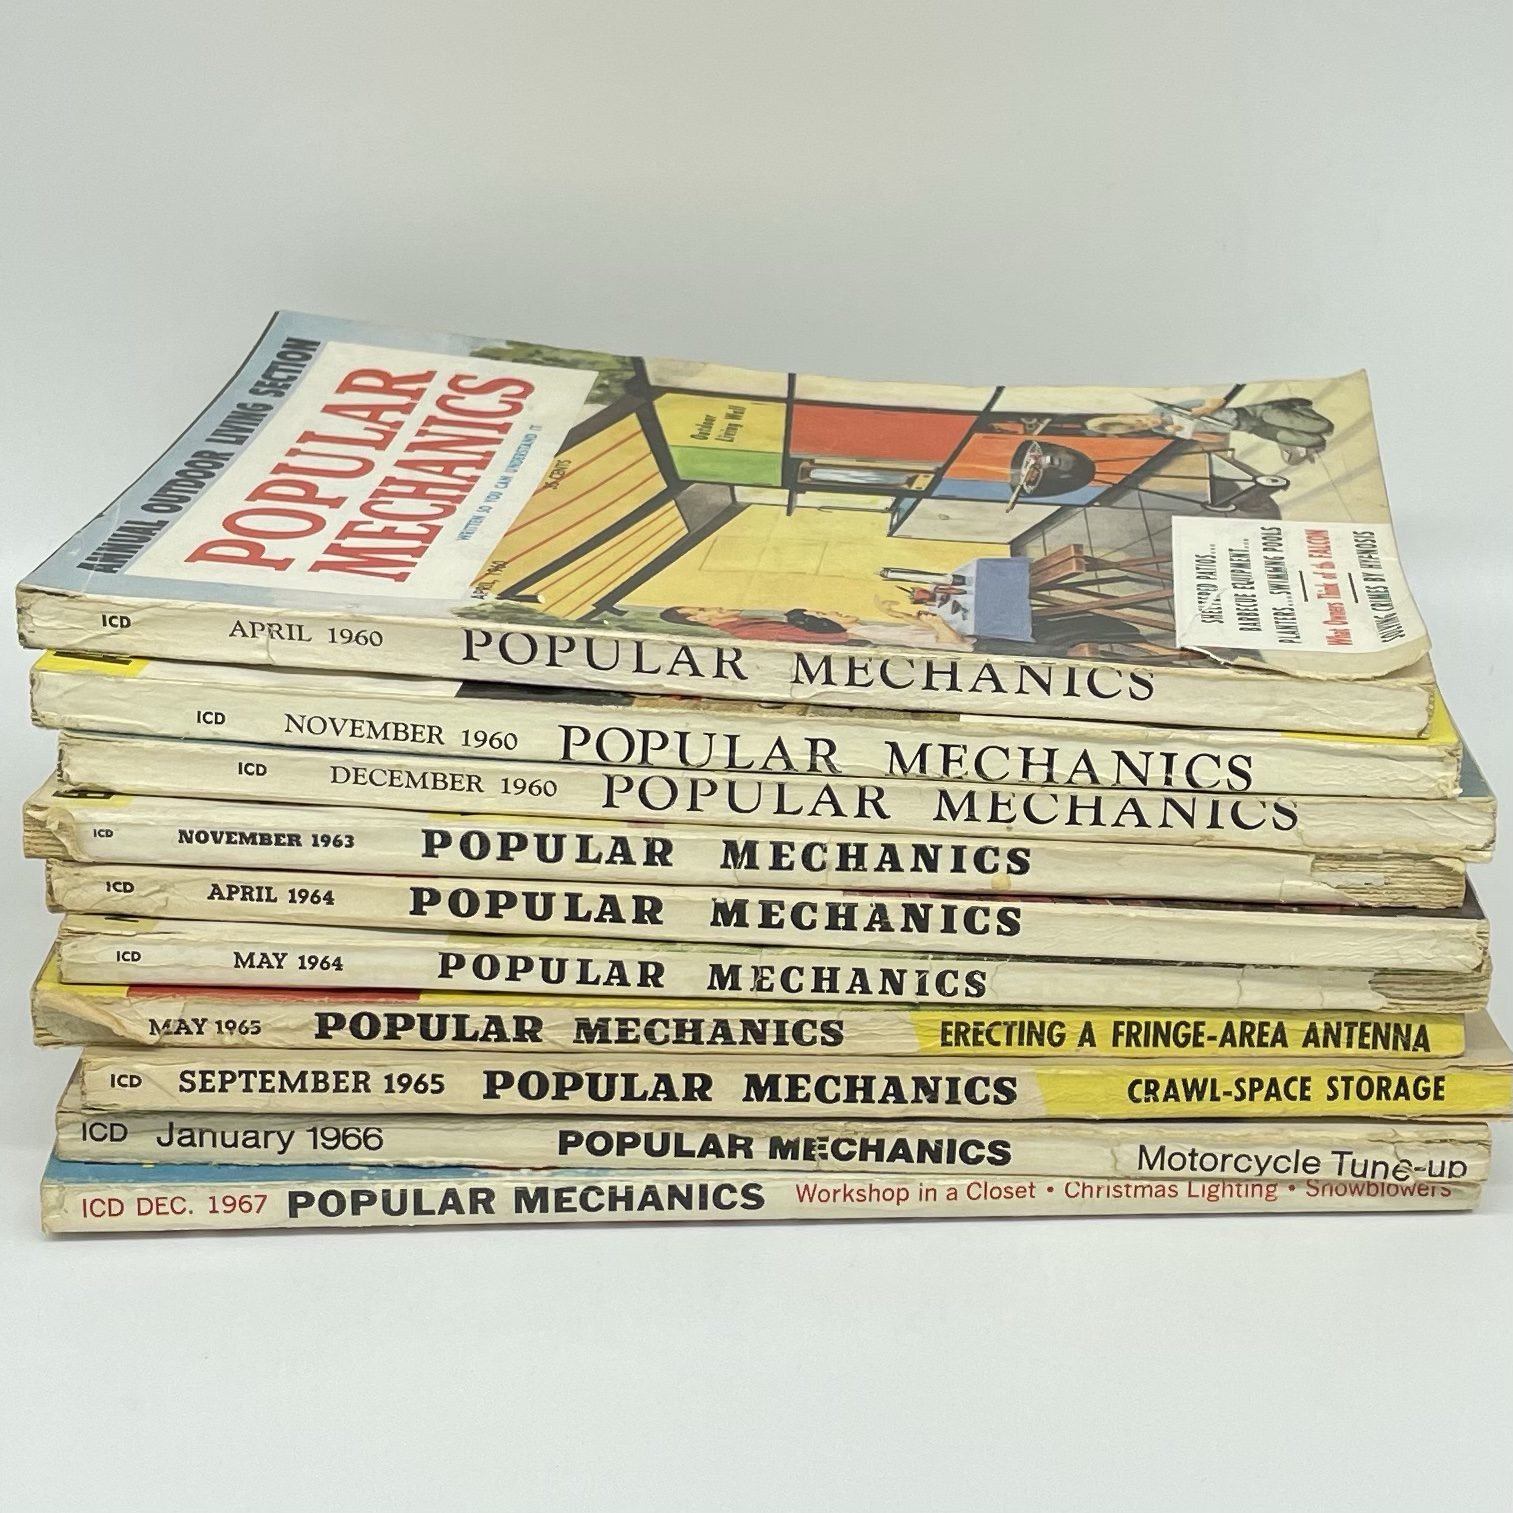 ANNUAL OUTDOOR LIVING SECTION
POPULAR
MECHANICS
WRITTEN SO YOU CAN UNDERSTAND IT
APRIL, 1960
35 CENTS
Outdoor
Living Wall
SHELTERED PATIOS...
BARBECUE EQUIPMENT...
PLANTERS...SWIMMING POOLS
What Owners Think of the FALCON
SOLVING CRIMES BY HYPNOSIS
ICD APRIL 1960 POPULAR MECHANICS
ICD NOVEMBER 1960 POPULAR MECHANICS
ICD DECEMBER 1960 POPULAR MECHANICS
ICD NOVEMBER 1963 POPULAR MECHANICS
ICD APRIL 1964 POPULAR MECHANICS
ICD MAY 1964 POPULAR MECHANICS
MAY 1965 POPULAR MECHANICS ERECTING A FRINGE-AREA ANTENNA
ICD SEPTEMBER 1965 POPULAR MECHANICS CRAWL-SPACE STORAGE
ICD January 1966 POPULAR MECHANICS Motorcycle Tune-up
ICD DEC. 1967 POPULAR MECHANICS Workshop in a Closet • Christmas Lighting • Snowblowers